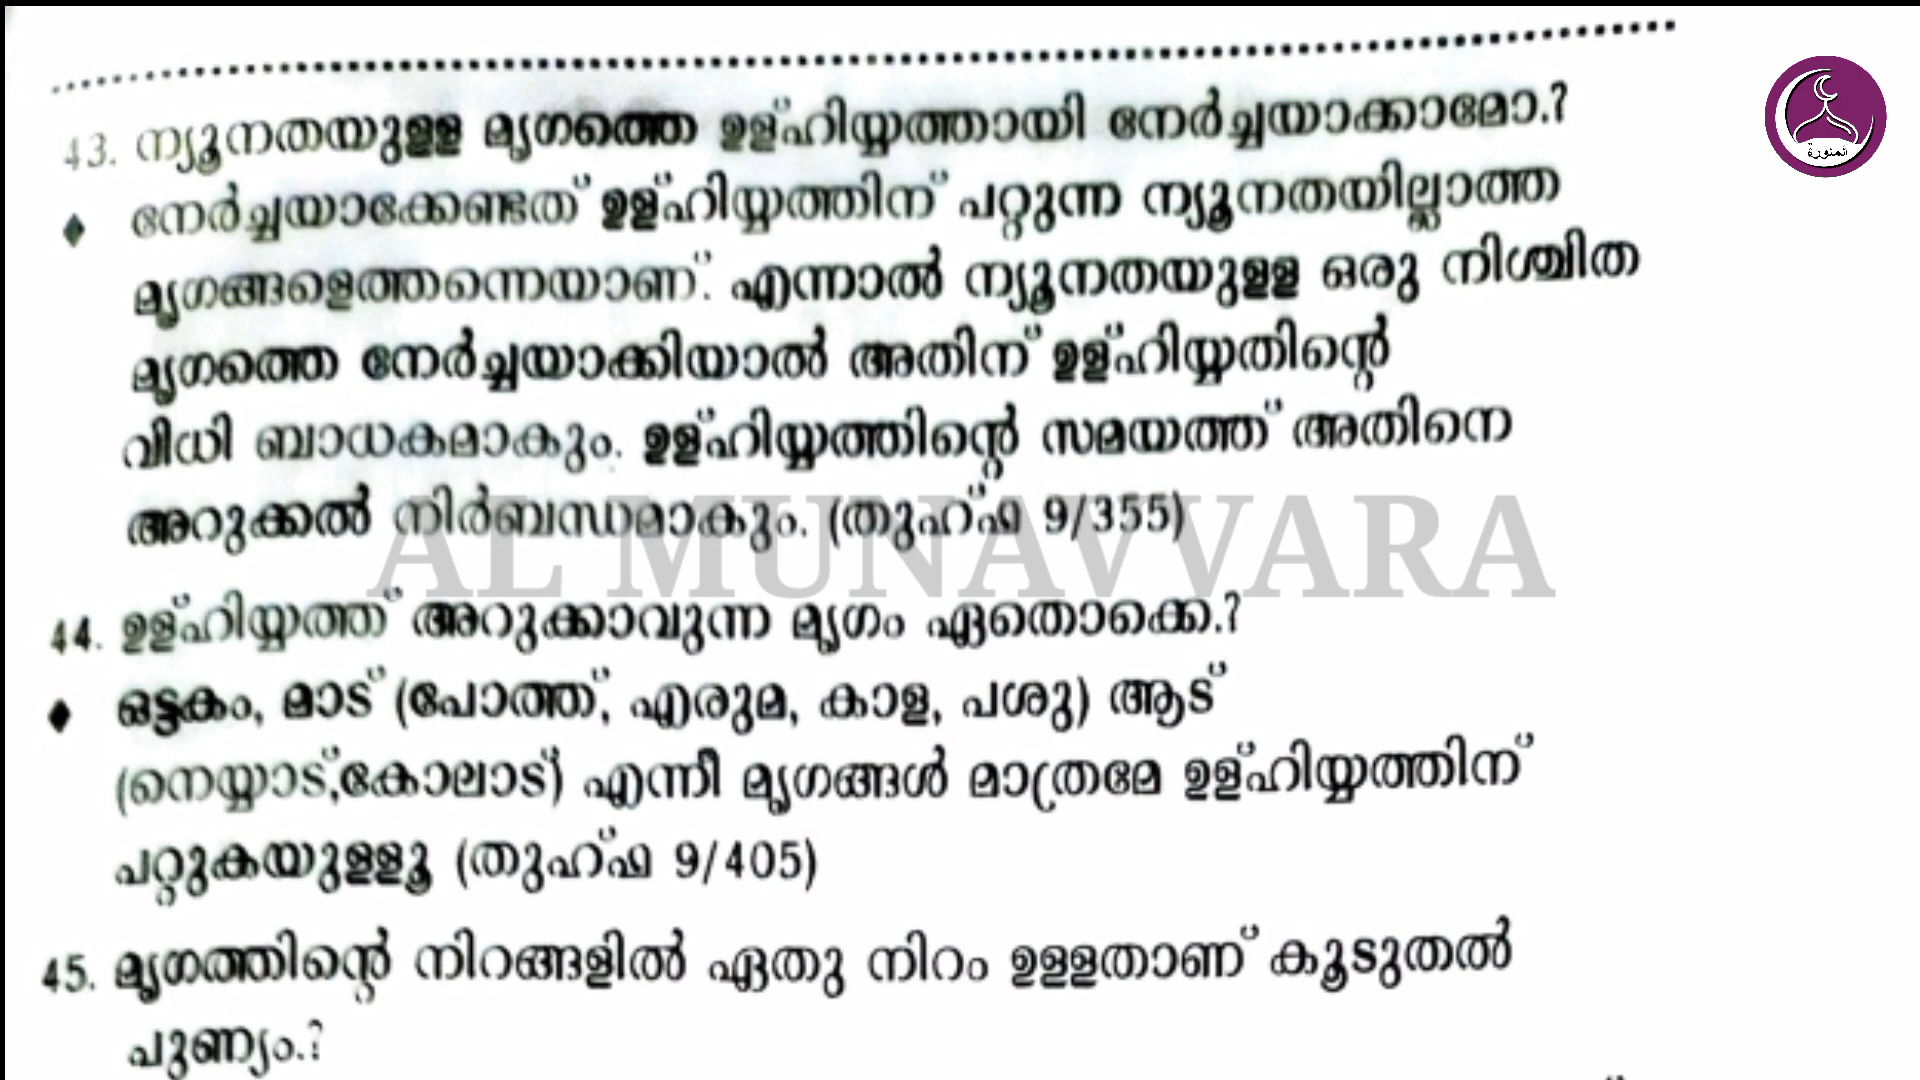 43. ന്യൂനതയുള്ള മൃഗത്തെ ഉള്ഹിയ്യത്തായി നേർച്ചയാക്കാമോ.?
♦ നേർച്ചയാക്കേണ്ടത് ഉള്ഹിയ്യത്തിന് പറ്റുന്ന ന്യൂനതയില്ലാത്ത
മൃഗങ്ങളെത്തന്നെയാണ്. എന്നാൽ ന്യൂനതയുള്ള ഒരു നിശ്ചിത
മൃഗത്തെ നേർച്ചയാക്കിയാൽ അതിന് ഉള്ഹിയ്യതിന്റെ
വിധി ബാധകമാകും. ഉള്ഹിയ്യത്തിന്റെ സമയത്ത് അതിനെ
അറുക്കൽ നിർബന്ധമാകും. (തുഹ്ഫ 9/355)
AL MUNAVVARA
44. ഉള്ഹിയ്യത്ത് അറുക്കാവുന്ന മൃഗം ഏതൊക്കെ.?
♦ ഒട്ടകം, മാട് (പോത്ത്, എരുമ, കാള, പശു) ആട്
(നെയ്യാട്,കോലാട്) എന്നീ മൃഗങ്ങൾ മാത്രമേ ഉള്ഹിയ്യത്തിന്
പറ്റുകയുള്ളൂ (തുഹ്ഫ 9/405)
45. മൃഗത്തിന്റെ നിറങ്ങളിൽ ഏതു നിറം ഉള്ളതാണ് കൂടുതൽ
പുണ്യം.?
المنورة